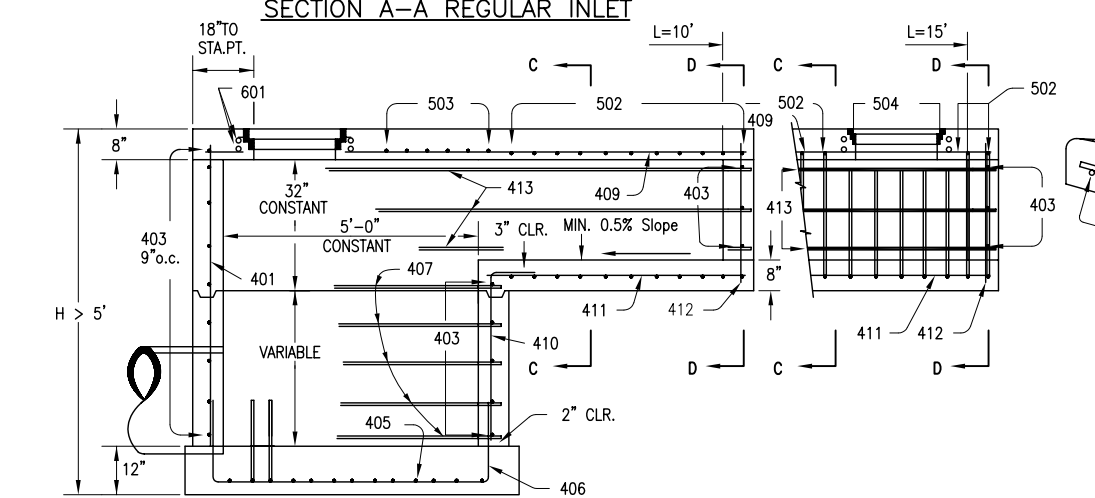 SECTION A-A REGULAR INLET
18"TO
STA.PT.
L=10'
L=15'
C
D
C
D
601
503
502
502
504
502
409
8"
32"
CONSTANT
413
409
403
413
403
5'-0"
CONSTANT
3" CLR.
MIN. 0.5% Slope
403
9"o.c.
401
407
8"
H > 5'
411
412
411
412
VARIABLE
403
410
C
D
C
D
405
2" CLR.
12"
406